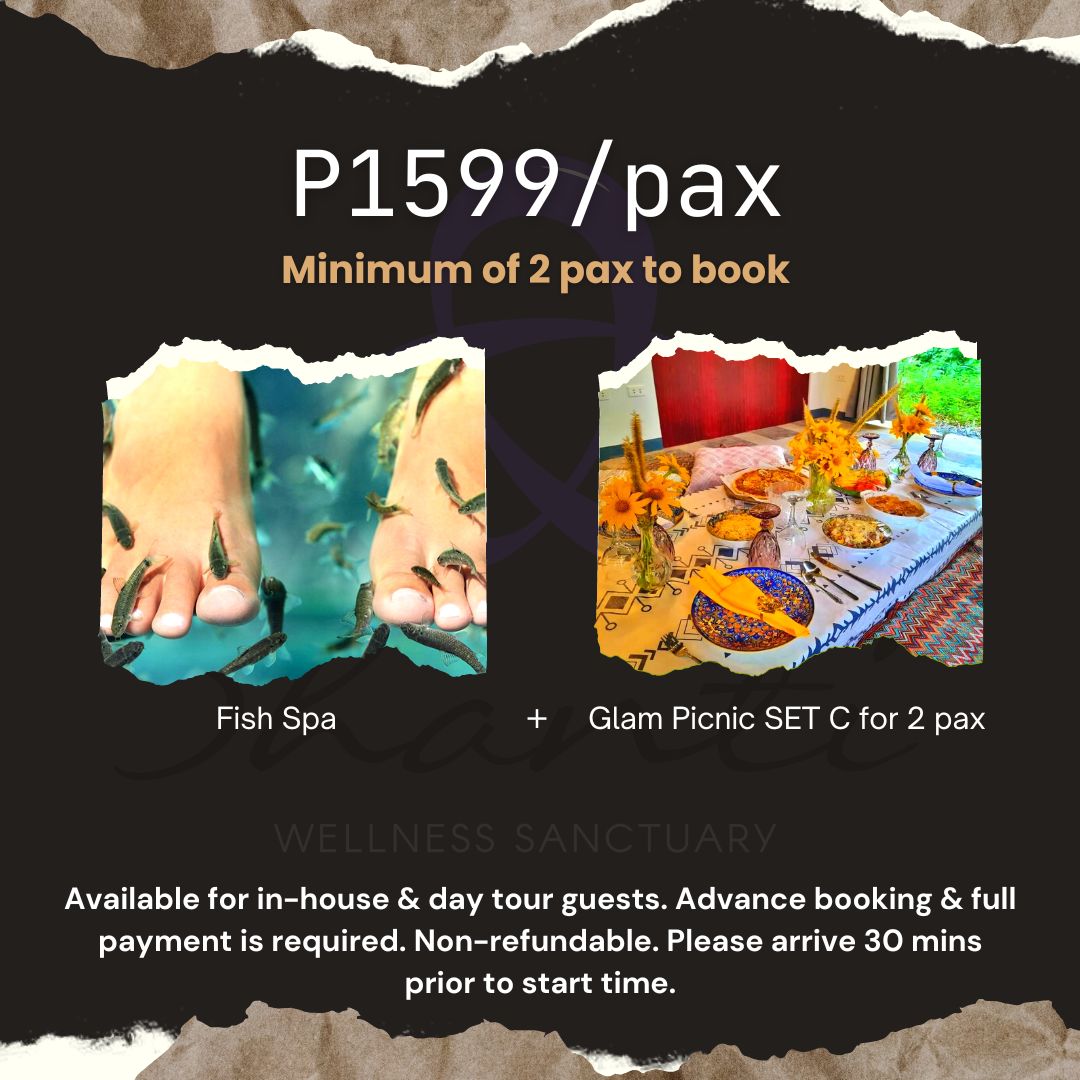 P1599/pax
Minimum of 2 pax to book
Fish Spa + Glam Picnic SET C for 2 pax
Shanti
WELLNESS SANCTUARY
Available for in-house & day tour guests. Advance booking & full
payment is required. Non-refundable. Please arrive 30 mins
prior to start time.